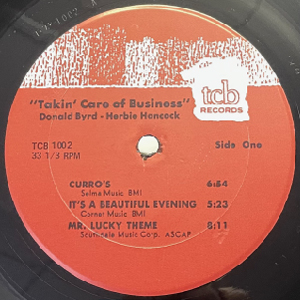 "Takin' Care of Business"
Donald Byrd - Herbie Hancock
tcb
RECORDS
TCB 1002
33 1/3 RPM
Side One
CURRO'S 6:54
Selma Music BMI
IT'S A BEAUTIFUL EVENING 5:23
Cornet Music BMI
MR. LUCKY THEME 8:11
Southdale Music Corp. ASCAP